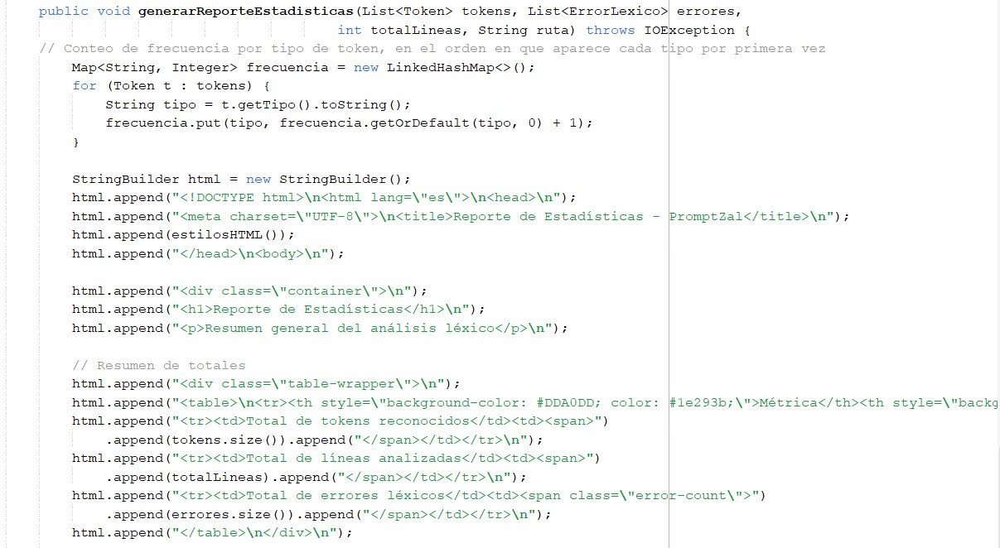 public void generarReporteEstadisticas(List<Token> tokens, List<ErrorLexico> errores,
int totalLineas, String ruta) throws IOException {
// Conteo de frecuencia por tipo de token, en el orden en que aparece cada tipo por primera vez
Map<String, Integer> frecuencia = new LinkedHashMap<>();
for (Token t : tokens) {
String tipo = t.getTipo().toString();
frecuencia.put(tipo, frecuencia.getOrDefault(tipo, 0) + 1);
}
StringBuilder html = new StringBuilder();
html.append("<!DOCTYPE html>\n<html lang=\"es\">\n<head>\n");
html.append("<meta charset=\"UTF-8\">\n<title>Reporte de Estadísticas - PromptZal</title>\n");
html.append(estilosHTML());
html.append("</head>\n<body>\n");
html.append("<div class=\"container\">\n");
html.append("<h1>Reporte de Estadísticas</h1>\n");
html.append("<p>Resumen general del análisis léxico</p>\n");
// Resumen de totales
html.append("<div class=\"table-wrapper\">\n");
html.append("<table>\n<tr><th style=\"background-color: #DDA0DD; color: #1e293b;\">Métrica</th><th style=\"backg
html.append("<tr><td>Total de tokens reconocidos</td><td><span>")
.append(tokens.size()).append("</span></td></tr>\n");
html.append("<tr><td>Total de líneas analizadas</td><td><span>")
.append(totalLineas).append("</span></td></tr>\n");
html.append("<tr><td>Total de errores léxicos</td><td><span class=\"error-count\">")
.append(errores.size()).append("</span></td></tr>\n");
html.append("</table>\n</div>\n");